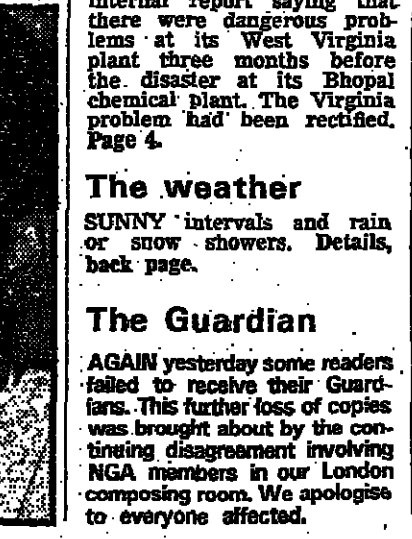 internal report saying that
there were dangerous prob-
lems at its West Virginia
plant three months before
the disaster at its Bhopal
chemical plant. The Virginia
problem had been rectified.
Page 4.
The weather
SUNNY intervals and rain
or snow showers. Details,
back page.
The Guardian
AGAIN yesterday some readers
failed to receive their Guard-
ians. This further loss of copies
was brought about by the con-
tinuing disagreement involving
NGA members in our London
composing room. We apologise
to everyone affected.